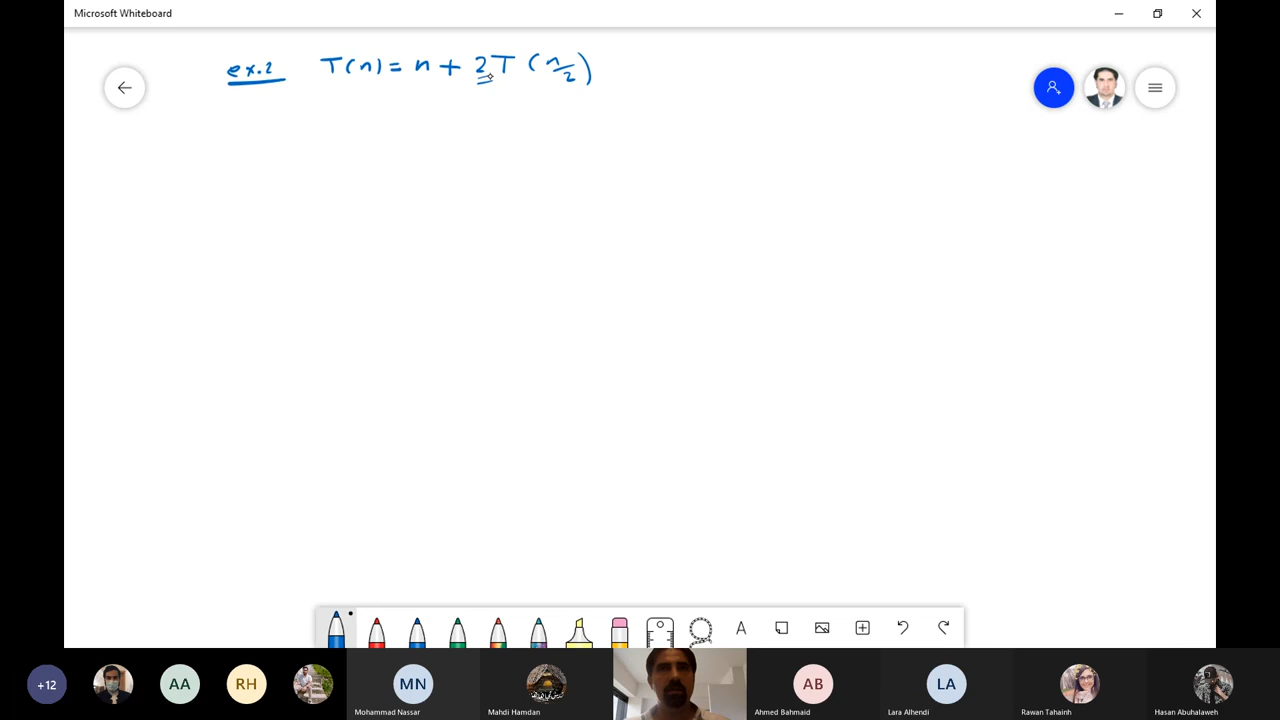 Microsoft Whiteboard
ex.2 T(n) = n + 2T(n/2)
A
+12
AA
RH
MN
AB
LA
Mohammad Nassar
Mahdi Hamdan
Ahmed Bahmaid
Lara Alhendi
Rawan Tahainh
Hasan Abuhalaweh